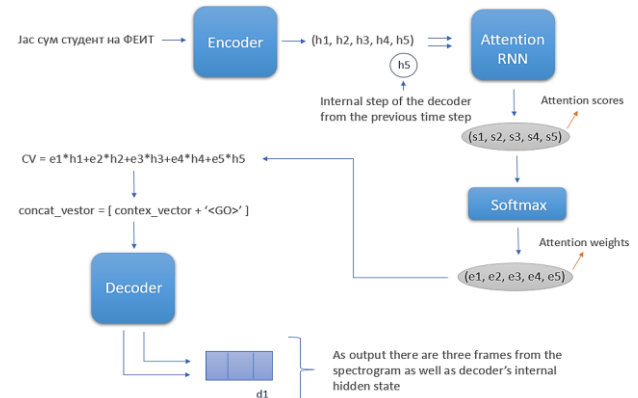 Јас сум студент на ФЕИТ
Encoder
(h1, h2, h3, h4, h5)
Attention
RNN
h5
Internal step of the decoder
from the previous time step
Attention scores
(s1, s2, s3, s4, s5)
CV = e1*h1+e2*h2+e3*h3+e4*h4+e5*h5
Softmax
concat_vestor = [ contex_vector + ‘<GO>’ ]
Attention weights
(e1, e2, e3, e4, e5)
Decoder
As output there are three frames from the
spectrogram as well as decoder’s internal
hidden state
d1